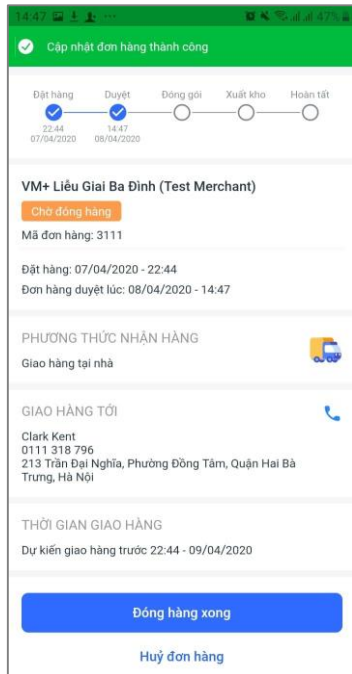 14:47 47%
Cập nhật đơn hàng thành công
Đặt hàng Duyệt Đóng gói Xuất kho Hoàn tất
22:44 14:47
07/04/2020 08/04/2020
VM+ Liễu Giai Ba Đình (Test Merchant)
Chờ đóng hàng
Mã đơn hàng: 3111
Đặt hàng: 07/04/2020 - 22:44
Đơn hàng duyệt lúc: 08/04/2020 - 14:47
PHƯƠNG THỨC NHẬN HÀNG
Giao hàng tại nhà
GIAO HÀNG TỚI
Clark Kent
0111 318 796
213 Trần Đại Nghĩa, Phường Đồng Tâm, Quận Hai Bà
Trưng, Hà Nội
THỜI GIAN GIAO HÀNG
Dự kiến giao hàng trước 22:44 - 09/04/2020
Đóng hàng xong
Huỷ đơn hàng